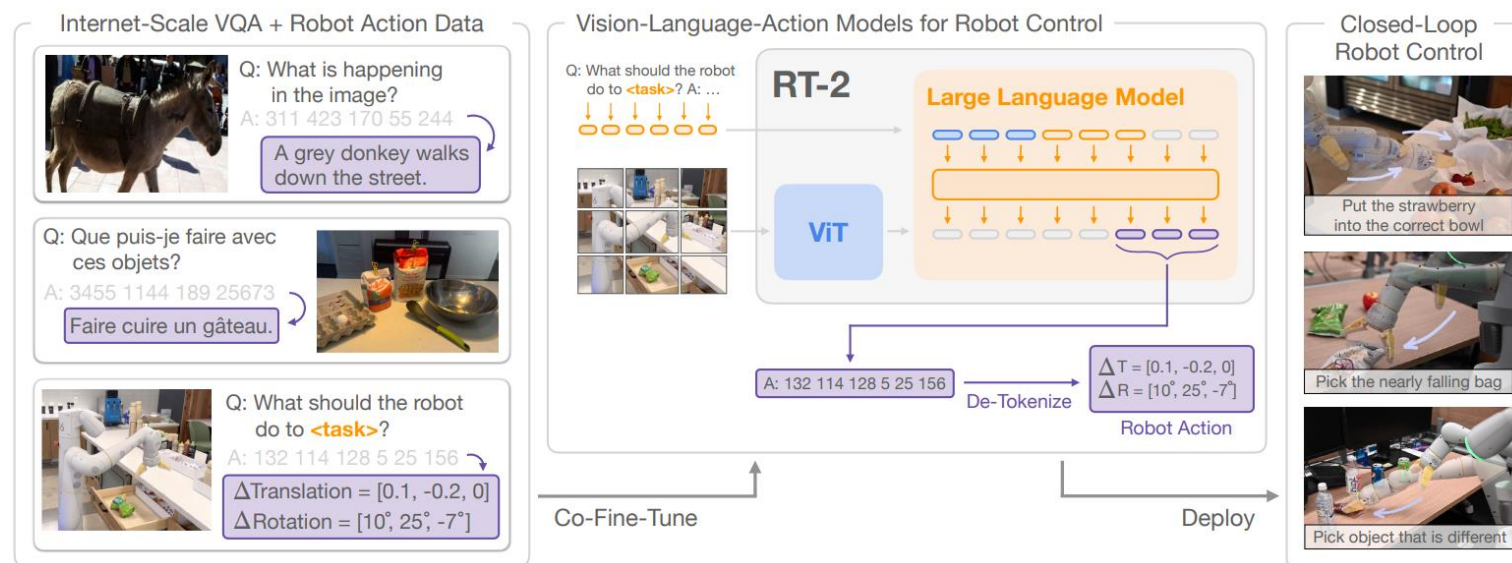 Internet-Scale VQA + Robot Action Data
Q: What is happening
in the image?
A: 311 423 170 55 244
A grey donkey walks
down the street.
Q: Que puis-je faire avec
ces objets?
A: 3455 1144 189 25673
Faire cuire un gâteau.
Q: What should the robot
do to <task>?
A: 132 114 128 5 25 156
ΔTranslation = [0.1, -0.2, 0]
ΔRotation = [10°, 25°, -7°]
Co-Fine-Tune
Vision-Language-Action Models for Robot Control
Q: What should the robot
do to <task>? A: …
RT-2
Large Language Model
ViT
A: 132 114 128 5 25 156
De-Tokenize
ΔT = [0.1, -0.2, 0]
ΔR = [10°, 25°, -7°]
Robot Action
Deploy
Closed-Loop
Robot Control
Put the strawberry
into the correct bowl
Pick the nearly falling bag
Pick object that is different